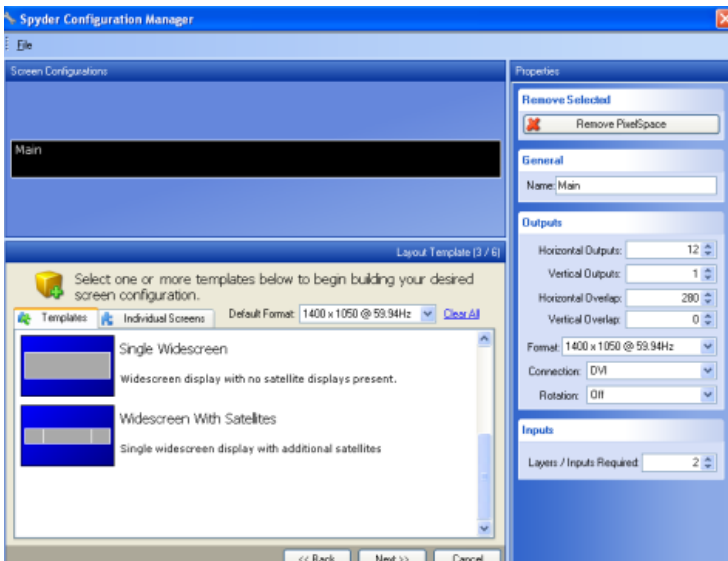 Spyder Configuration Manager
File
Screen Configurations
Main
Layout Template (3 / 6)
Select one or more templates below to begin building your desired
screen configuration.
Templates
Individual Screens
Default Format: 1400 x 1050 @ 59.94Hz
Clear All
Single Widescreen
Widescreen display with no satellite displays present.
Widescreen With Satellites
Single widescreen display with additional satellites
<< Back
Next >>
Cancel
Properties
Remove Selected
Remove PixelSpace
General
Name: Main
Outputs
Horizontal Outputs: 12
Vertical Outputs: 1
Horizontal Overlap: 280
Vertical Overlap: 0
Format: 1400 x 1050 @ 59.94Hz
Connection: DVI
Rotation: Off
Inputs
Layers / Inputs Required: 2